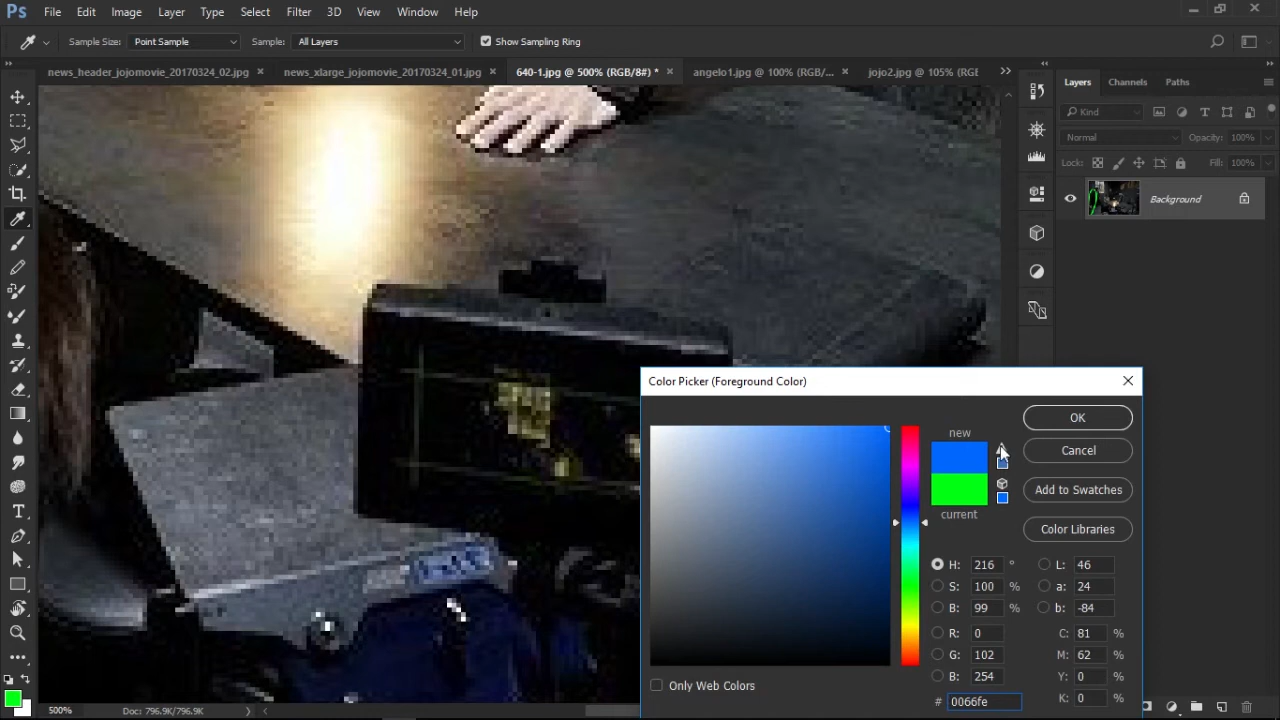 Ps File Edit Image Layer Type Select Filter 3D View Window Help
Sample Size: Point Sample Sample: All Layers Show Sampling Ring
news_header_jojomovie_20170324_02.jpg × news_xlarge_jojomovie_20170324_01.jpg × 640-1.jpg @ 500% (RGB/8#) * × angelo1.jpg @ 100% (RGB/... × jojo2.jpg @ 105% (RGB
Layers Channels Paths
Kind
Normal Opacity: 100%
Lock: Fill: 100%
Background
Color Picker (Foreground Color)
new
current
OK
Cancel
Add to Swatches
Color Libraries
H: 216 ° L: 46
S: 100 % a: 24
B: 99 % b: -84
R: 0 C: 81 %
G: 102 M: 62 %
B: 254 Y: 0 %
# 0066fe K: 0 %
Only Web Colors
500% Doc: 796.9K/796.9K